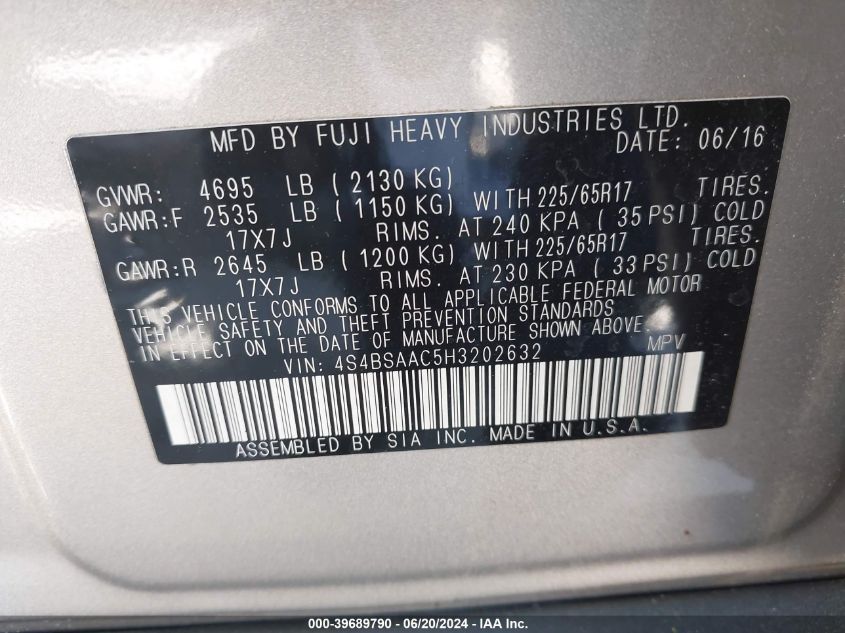 MFD BY FUJI HEAVY INDUSTRIES LTD.
DATE: 06/16
GVWR: 4695 LB ( 2130 KG)
GAWR:F 2535 LB ( 1150 KG) WITH 225/65R17 TIRES.
17X7J RIMS. AT 240 KPA ( 35 PSI) COLD
GAWR:R 2645 LB ( 1200 KG) WITH 225/65R17 TIRES.
17X7J RIMS. AT 230 KPA ( 33 PSI) COLD
THIS VEHICLE CONFORMS TO ALL APPLICABLE FEDERAL MOTOR
VEHICLE SAFETY AND THEFT PREVENTION STANDARDS
IN EFFECT ON THE DATE OF MANUFACTURE SHOWN ABOVE.
VIN: 4S4BSAAC5H3202632 MPV
ASSEMBLED BY SIA INC. MADE IN U.S.A.
000-39689790 - 06/20/2024 - IAA Inc.